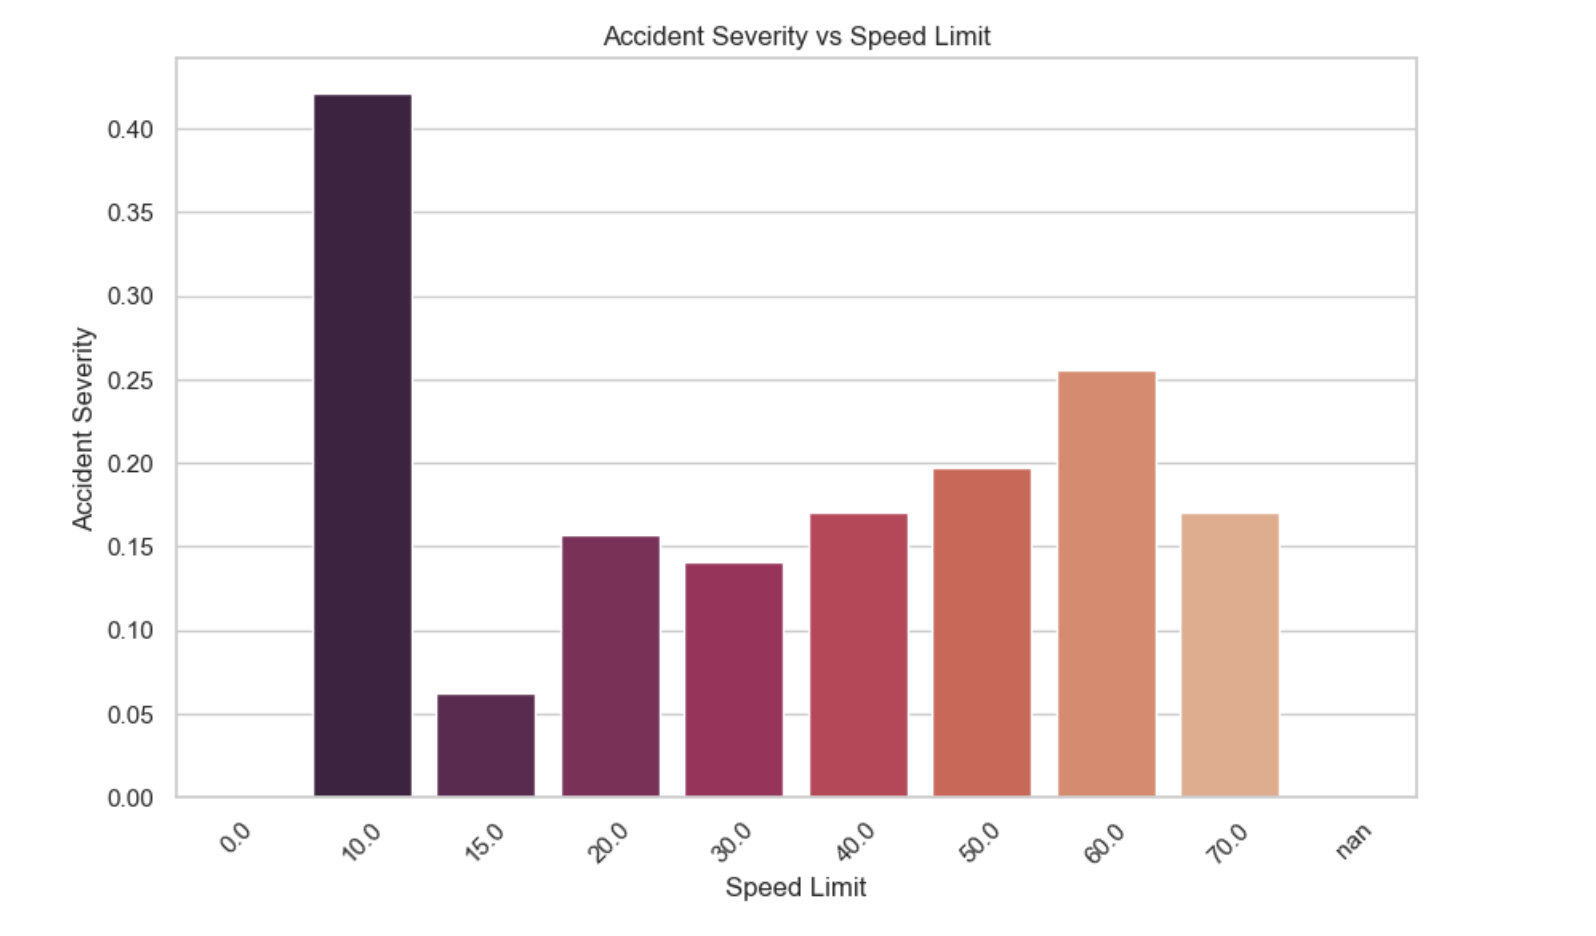 Accident Severity vs Speed Limit
Accident Severity
0.40
0.35
0.30
0.25
0.20
0.15
0.10
0.05
0.00
0.0 10.0 15.0 20.0 30.0 40.0 50.0 60.0 70.0 nan
Speed Limit